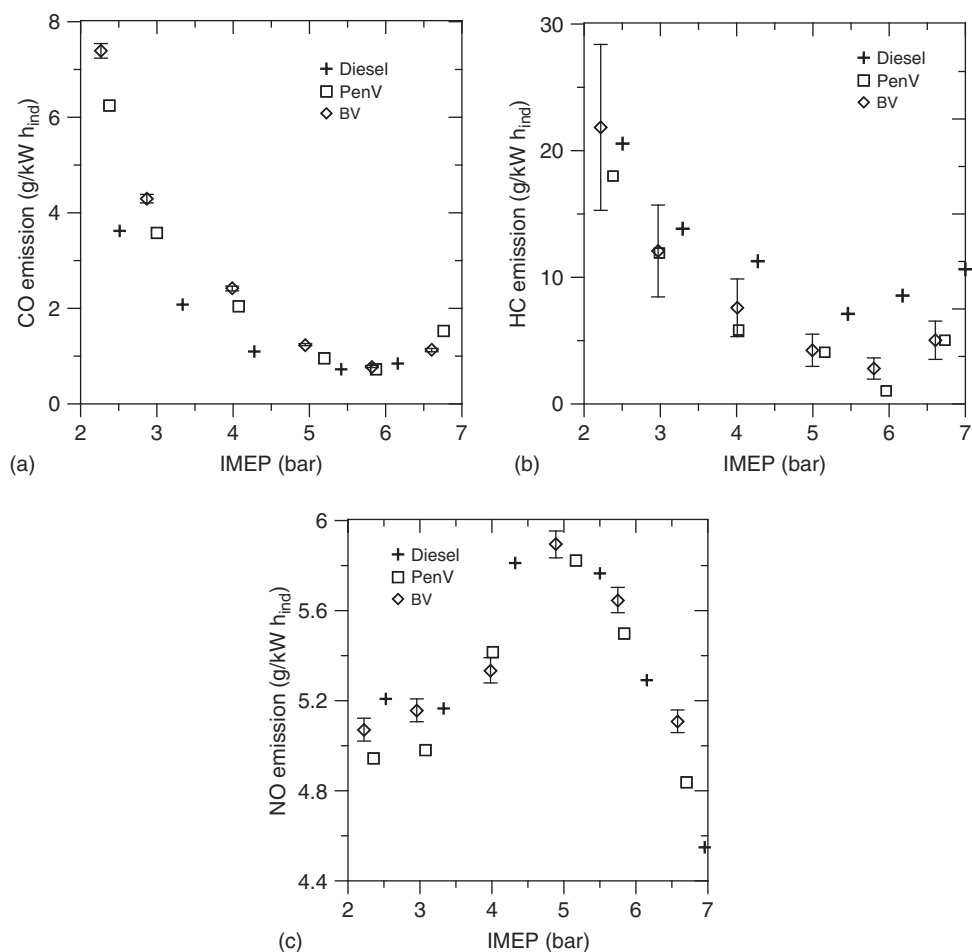 8
6
4
2
0
CO emission (g/kW h_ind)
Diesel
PenV
BV
2 3 4 5 6 7
IMEP (bar)
(a)
30
20
10
0
HC emission (g/kW h_ind)
Diesel
PenV
BV
2 3 4 5 6 7
IMEP (bar)
(b)
6
5.6
5.2
4.8
4.4
NO emission (g/kW h_ind)
Diesel
PenV
BV
2 3 4 5 6 7
IMEP (bar)
(c)